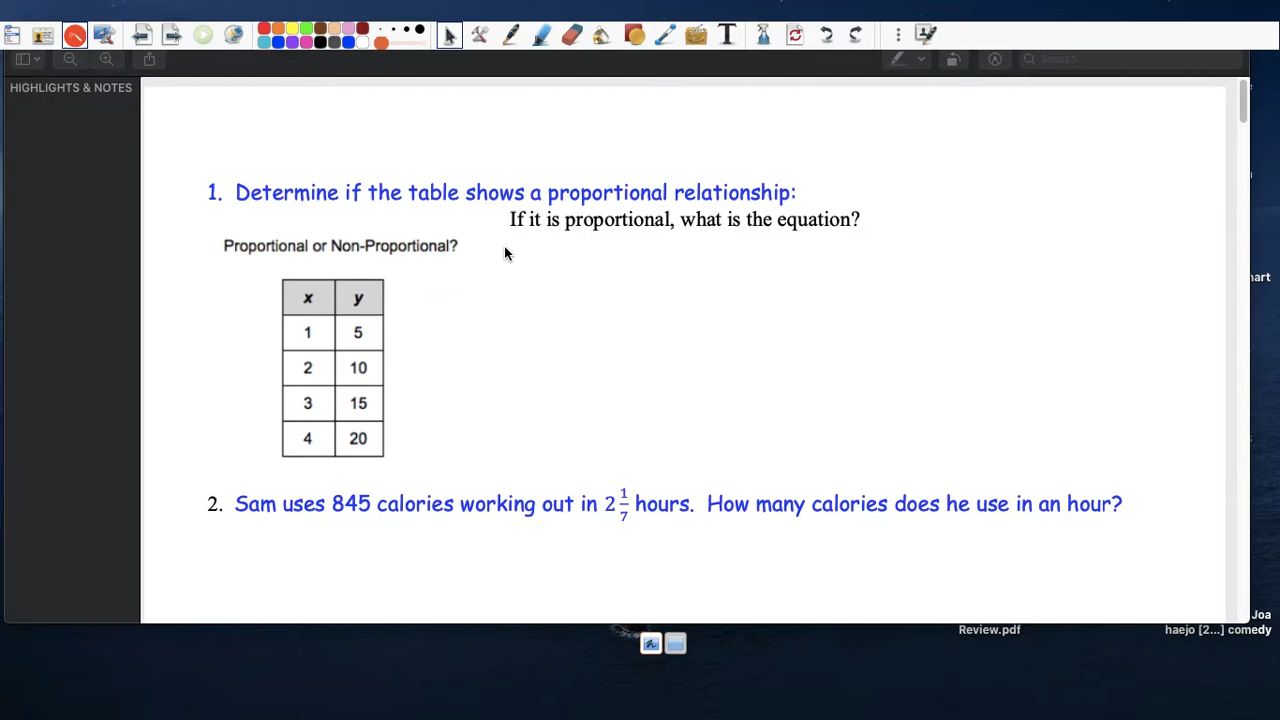 Search...
HIGHLIGHTS & NOTES
1. Determine if the table shows a proportional relationship:
If it is proportional, what is the equation?
Proportional or Non-Proportional?
x y
1 5
2 10
3 15
4 20
2. Sam uses 845 calories working out in 2 1/7 hours. How many calories does he use in an hour?
Review.pdf
Joa
haejo [2...] comedy